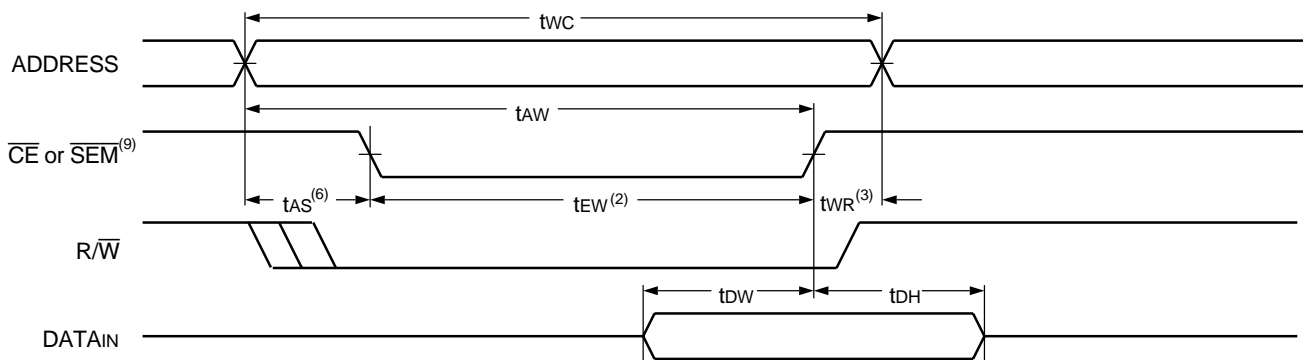 tWC
ADDRESS
tAW
CE or SEM(9)
tAS(6) tEW(2) tWR(3)
R/W
tDW tDH
DATAIN